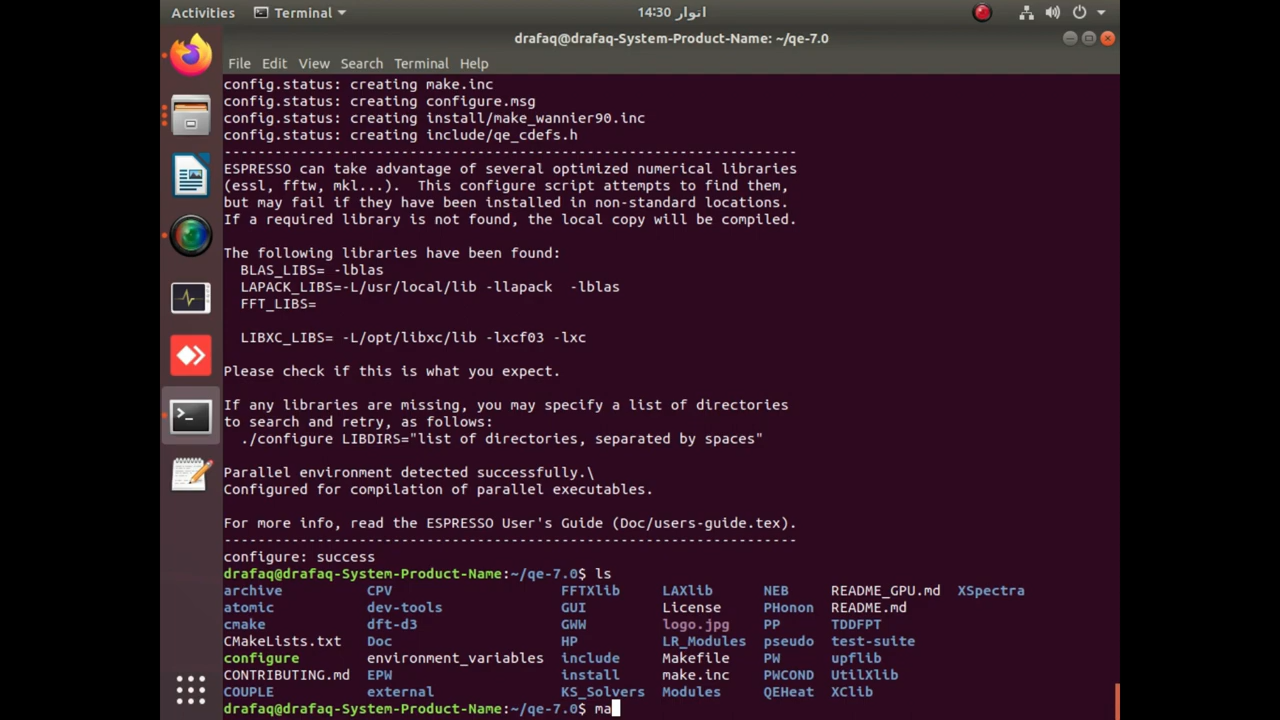 Activities Terminal 14:30 انوار
drafaq@drafaq-System-Product-Name: ~/qe-7.0
File Edit View Search Terminal Help
config.status: creating make.inc
config.status: creating configure.msg
config.status: creating install/make_wannier90.inc
config.status: creating include/qe_cdefs.h
--------------------------------------------------------------------
ESPRESSO can take advantage of several optimized numerical libraries
(essl, fftw, mkl...).  This configure script attempts to find them,
but may fail if they have been installed in non-standard locations.
If a required library is not found, the local copy will be compiled.
The following libraries have been found:
  BLAS_LIBS= -lblas
  LAPACK_LIBS=-L/usr/local/lib -llapack  -lblas
  FFT_LIBS=
  LIBXC_LIBS= -L/opt/libxc/lib -lxcf03 -lxc
Please check if this is what you expect.
If any libraries are missing, you may specify a list of directories
to search and retry, as follows:
  ./configure LIBDIRS="list of directories, separated by spaces"
Parallel environment detected successfully.\
Configured for compilation of parallel executables.
For more info, read the ESPRESSO User's Guide (Doc/users-guide.tex).
--------------------------------------------------------------------
configure: success
drafaq@drafaq-System-Product-Name:~/qe-7.0$ ls
archive CPV FFTXlib LAXlib NEB README_GPU.md XSpectra
atomic dev-tools GUI License PHonon README.md
cmake dft-d3 GWW logo.jpg PP TDDFPT
CMakeLists.txt Doc HP LR_Modules pseudo test-suite
configure environment_variables include Makefile PW upflib
CONTRIBUTING.md EPW install make.inc PWCOND UtilXlib
COUPLE external KS_Solvers Modules QEHeat XClib
drafaq@drafaq-System-Product-Name:~/qe-7.0$ ma